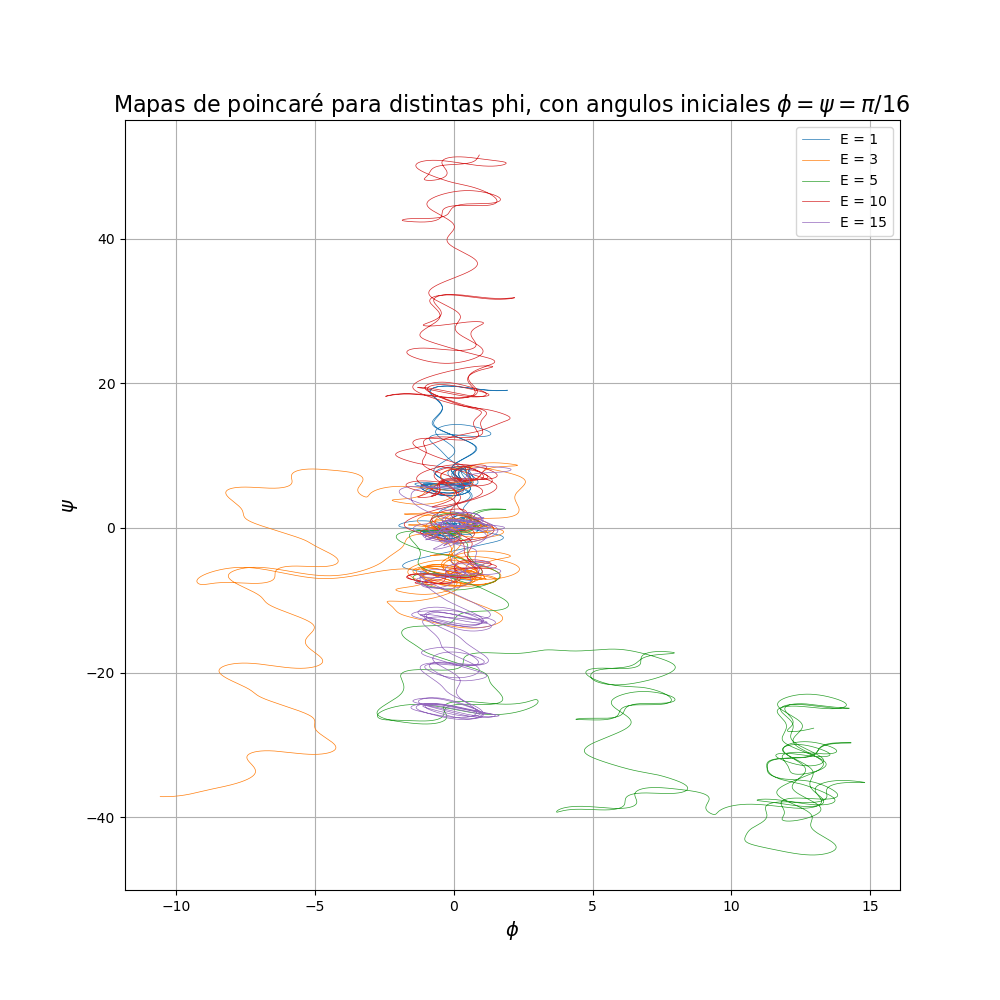 Mapas de poincaré para distintas phi, con angulos iniciales ϕ = ψ = π/16
E = 1
E = 3
E = 5
E = 10
E = 15
40
20
0
−20
−40
ψ
−10 −5 0 5 10 15
ϕ